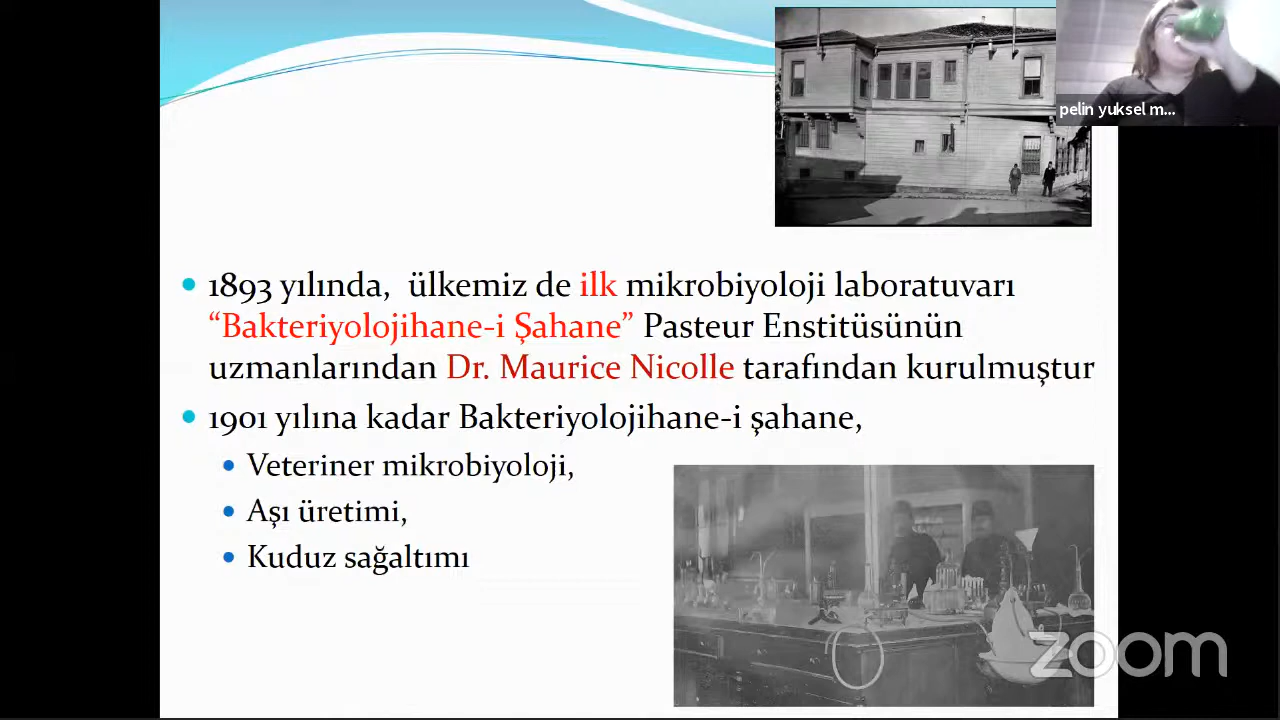 pelin yuksel m...
1893 yılında, ülkemiz de ilk mikrobiyoloji laboratuvarı
“Bakteriyolojihane-i Şahane” Pasteur Enstitüsünün
uzmanlarından Dr. Maurice Nicolle tarafından kurulmuştur
1901 yılına kadar Bakteriyolojihane-i şahane,
Veteriner mikrobiyoloji,
Aşı üretimi,
Kuduz sağaltımı
zoom